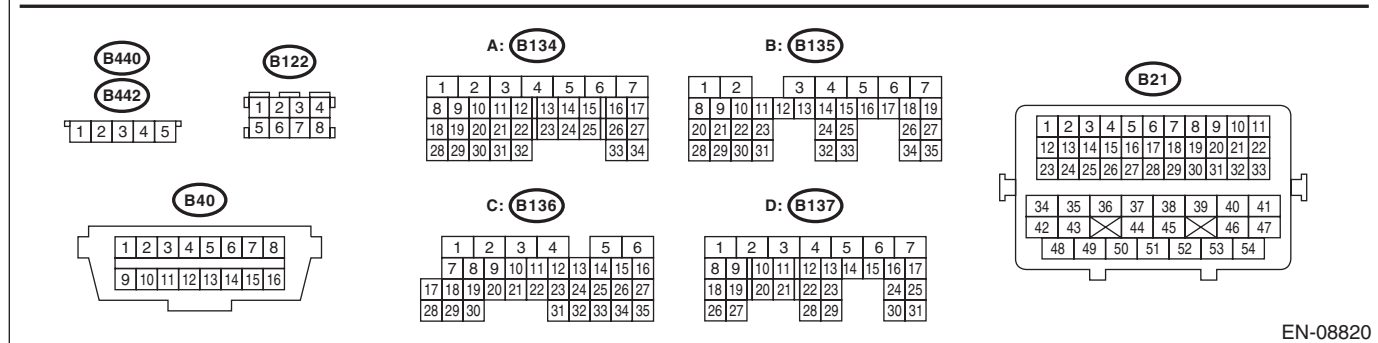 B440
B442
1 2 3 4 5
B122
1 2 3 4
5 6 7 8
A: B134
1 2 3 4 5 6 7
8 9 10 11 12 13 14 15 16 17
18 19 20 21 22 23 24 25 26 27
28 29 30 31 32 33 34
B: B135
1 2 3 4 5 6 7
8 9 10 11 12 13 14 15 16 17 18 19
20 21 22 23 24 25 26 27
28 29 30 31 32 33 34 35
B21
1 2 3 4 5 6 7 8 9 10 11
12 13 14 15 16 17 18 19 20 21 22
23 24 25 26 27 28 29 30 31 32 33
34 35 36 37 38 39 40 41
42 43 44 45 46 47
48 49 50 51 52 53 54
B40
1 2 3 4 5 6 7 8
9 10 11 12 13 14 15 16
C: B136
1 2 3 4 5 6
7 8 9 10 11 12 13 14 15 16
17 18 19 20 21 22 23 24 25 26 27
28 29 30 31 32 33 34 35
D: B137
1 2 3 4 5 6 7
8 9 10 11 12 13 14 15 16 17
18 19 20 21 22 23 24 25
26 27 28 29 30 31
EN-08820